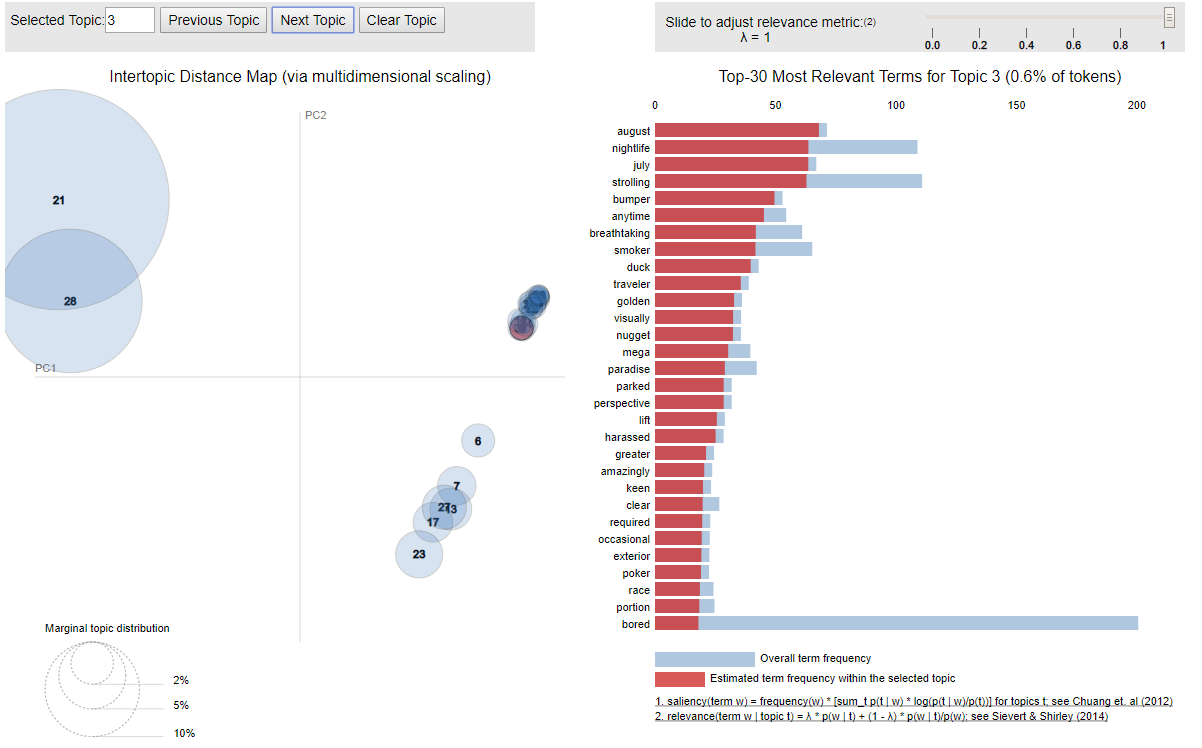 Selected Topic: 3 Previous Topic Next Topic Clear Topic
Slide to adjust relevance metric:(2)
λ = 1
0.0 0.2 0.4 0.6 0.8 1
Intertopic Distance Map (via multidimensional scaling)
PC2
PC1
21
28
6
7
27
13
17
23
Marginal topic distribution
2%
5%
10%
Top-30 Most Relevant Terms for Topic 3 (0.6% of tokens)
0 50 100 150 200
august
nightlife
july
strolling
bumper
anytime
breathtaking
smoker
duck
traveler
golden
visually
nugget
mega
paradise
parked
perspective
lift
harassed
greater
amazingly
keen
clear
required
occasional
exterior
poker
race
portion
bored
Overall term frequency
Estimated term frequency within the selected topic
1. saliency(term w) = frequency(w) * [sum_t p(t | w) * log(p(t | w)/p(t))] for topics t; see Chuang et. al (2012)
2. relevance(term w | topic t) = λ * p(w | t) + (1 - λ) * p(w | t)/p(w); see Sievert & Shirley (2014)